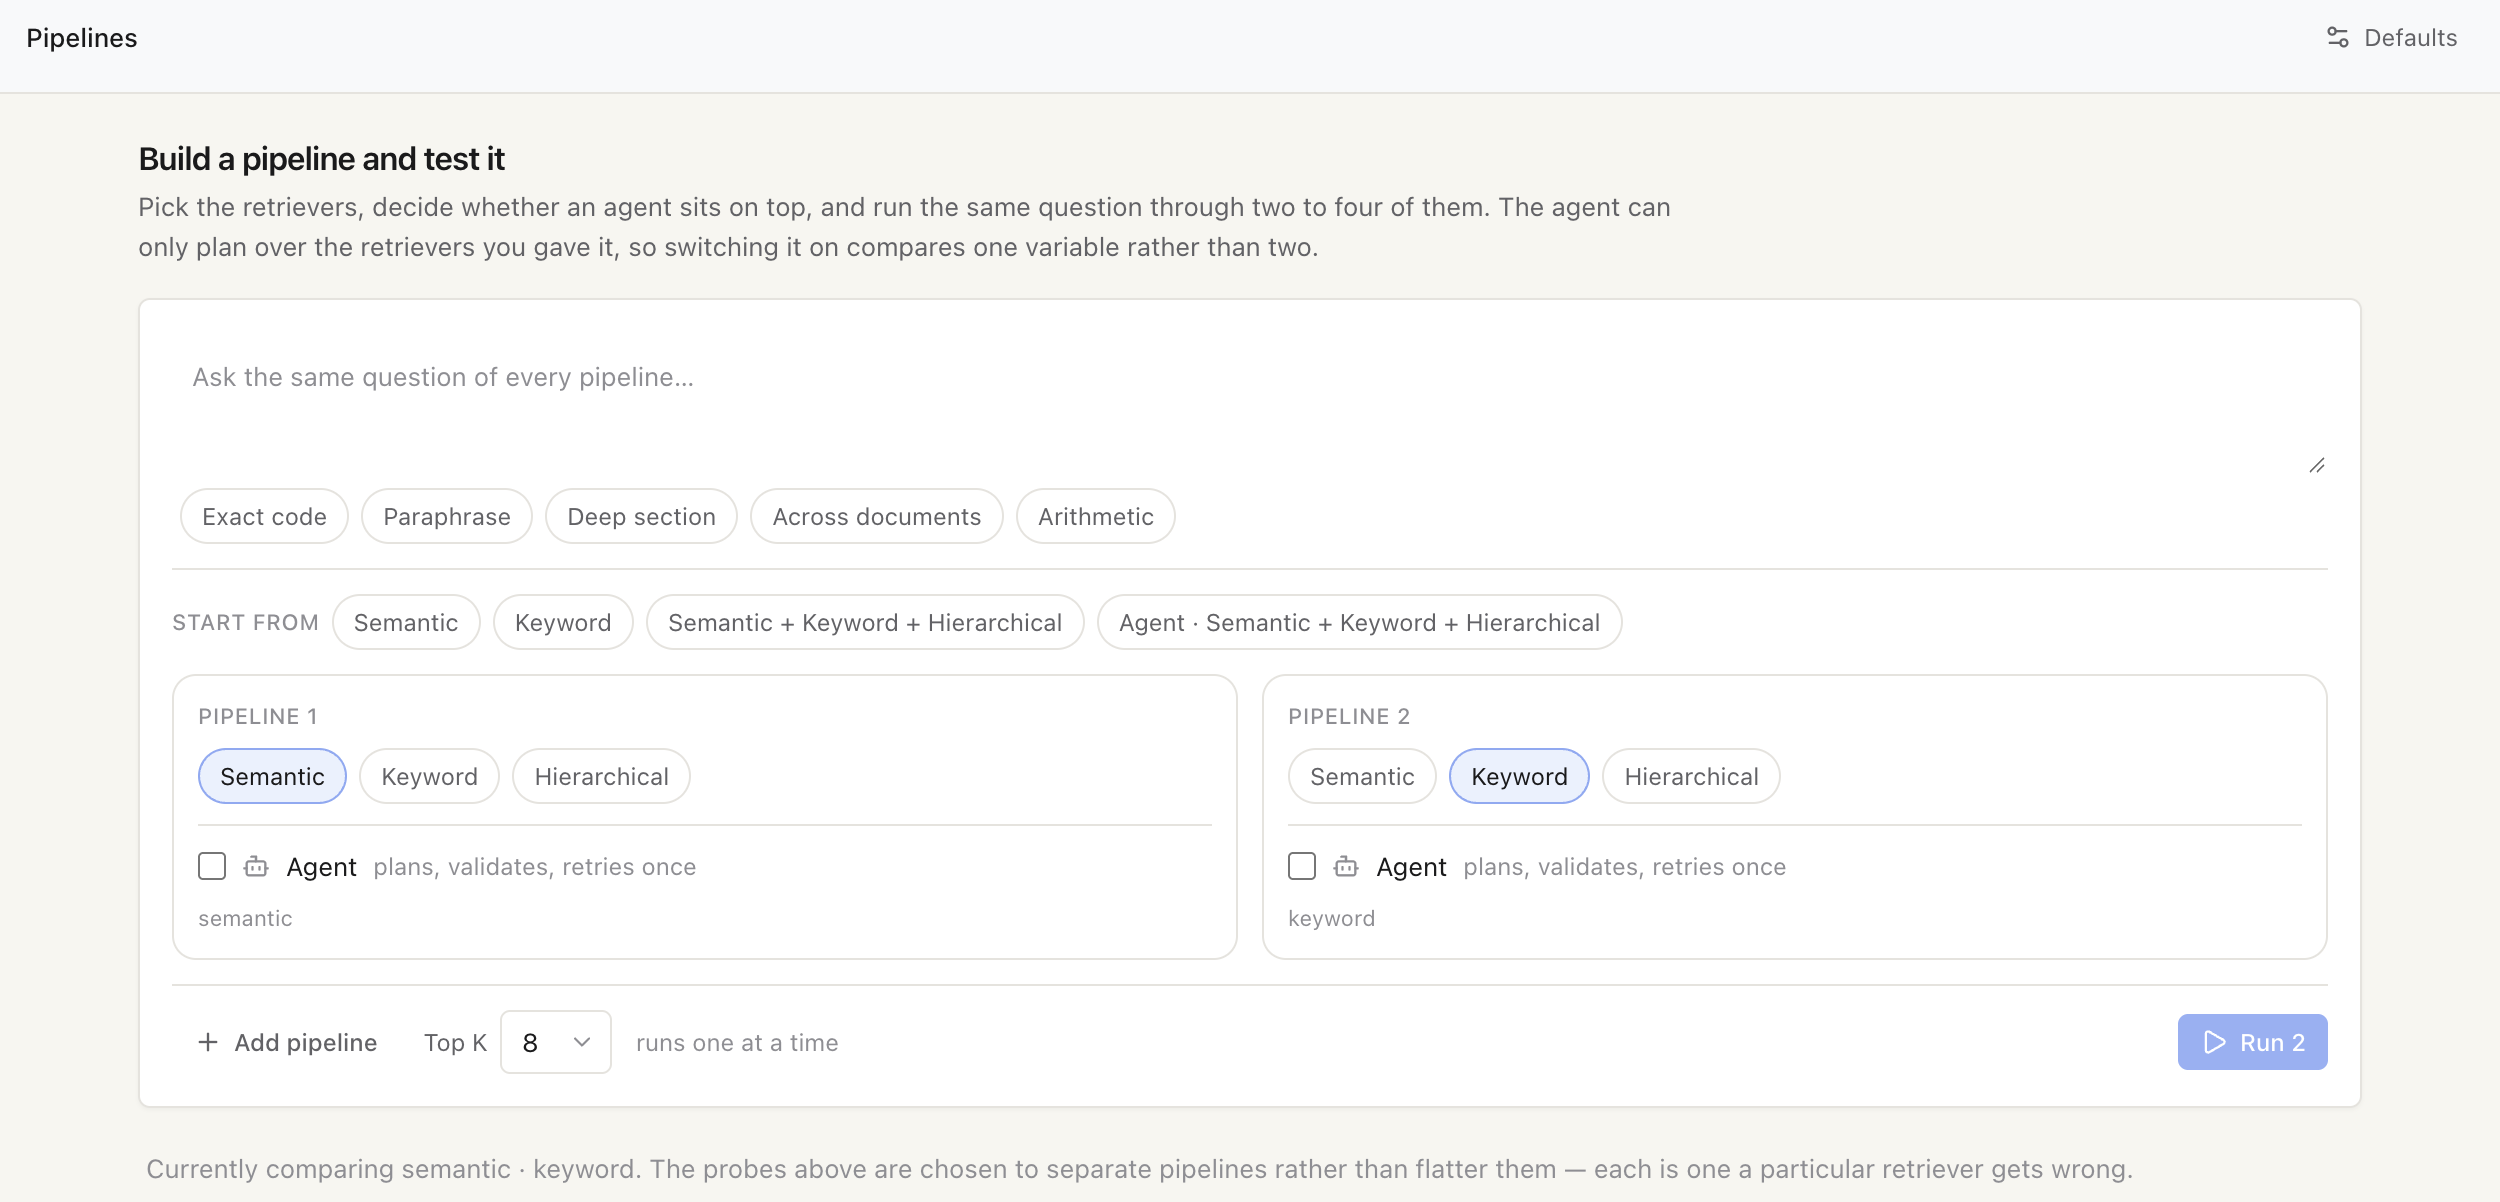 Pipelines
Defaults
Build a pipeline and test it
Pick the retrievers, decide whether an agent sits on top, and run the same question through two to four of them. The agent can
only plan over the retrievers you gave it, so switching it on compares one variable rather than two.
Ask the same question of every pipeline...
Exact code
Paraphrase
Deep section
Across documents
Arithmetic
START FROM
Semantic
Keyword
Semantic + Keyword + Hierarchical
Agent · Semantic + Keyword + Hierarchical
PIPELINE 1
Semantic
Keyword
Hierarchical
Agent plans, validates, retries once
semantic
PIPELINE 2
Semantic
Keyword
Hierarchical
Agent plans, validates, retries once
keyword
Add pipeline
Top K
8
runs one at a time
Run 2
Currently comparing semantic · keyword. The probes above are chosen to separate pipelines rather than flatter them — each is one a particular retriever gets wrong.